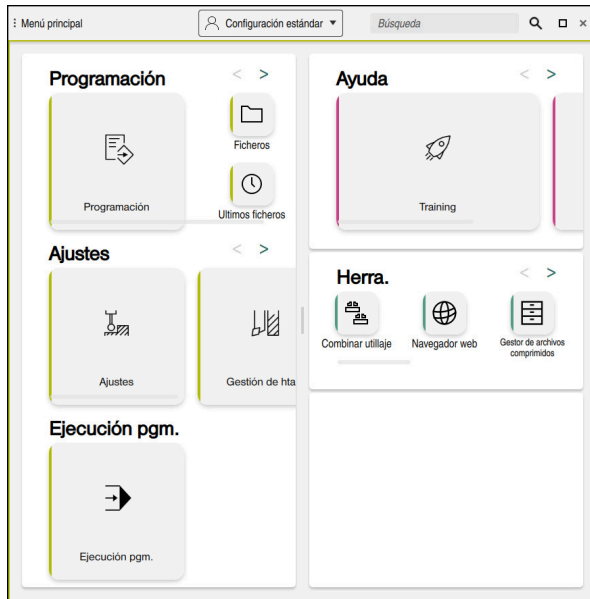 Menú principal
Configuración estándar
Búsqueda
Programación
Programación
Ficheros
Ultimos ficheros
Ajustes
Ajustes
Gestión de hta
Ejecución pgm.
Ejecución pgm.
Ayuda
Training
Herra.
Combinar utillaje
Navegador web
Gestor de archivos
comprimidos